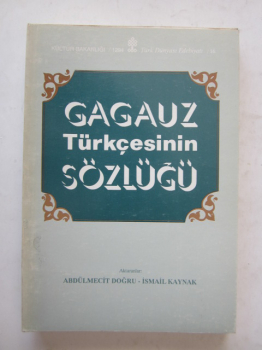 GAGAUZ
Türkçesinin
SÖZLÜĞÜ
ABDÜLMECİT DOĞRU - İSMAİL KAYNAK